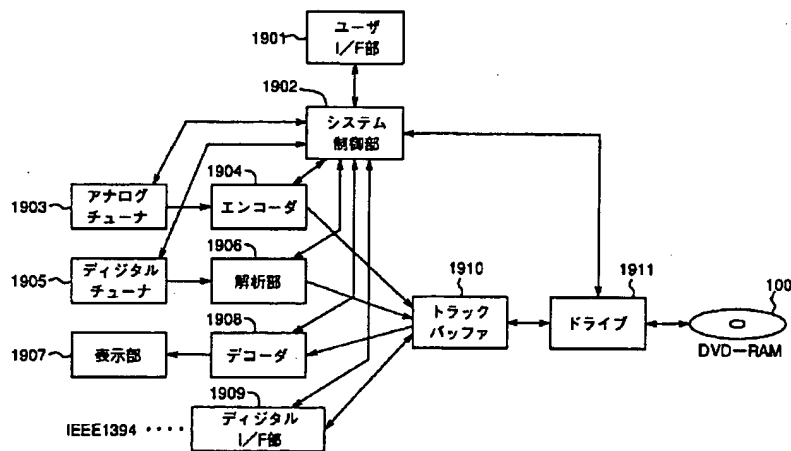 1901
ユーザ
I/F部
1902
システム
制御部
1903
アナログ
チューナ
1904
エンコーダ
1905
ディジタル
チューナ
1906
解析部
1907
表示部
1908
デコーダ
1909
ディジタル
I/F部
IEEE1394 ・・・・
1910
トラック
バッファ
1911
ドライブ
100
DVD-RAM